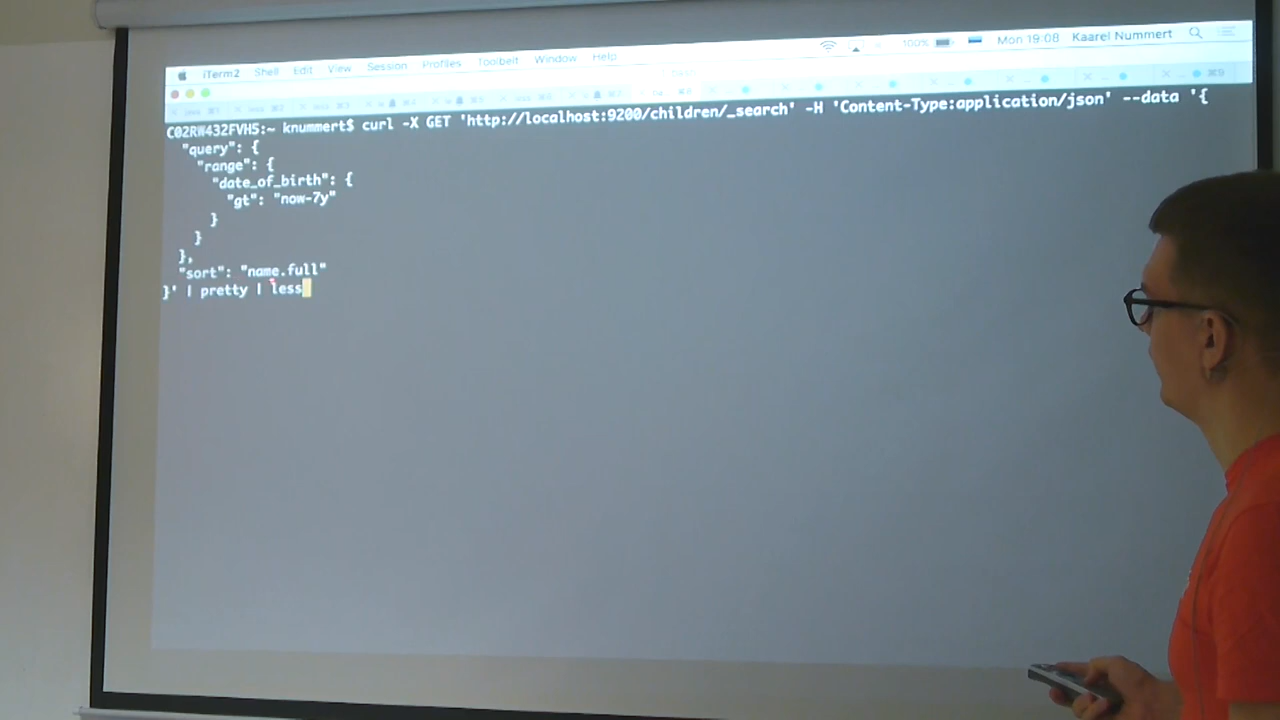 iTerm2 Shell Edit View Session Profiles Toolbelt Window Help 100% Mon 19:08 Kaarel Nummert
⌘9
C02RW432FVH5:~ knummert$ curl -X GET 'http://localhost:9200/children/_search' -H 'Content-Type:application/json' --data '{
"query": {
"range": {
"date_of_birth": {
"gt": "now-7y"
}
}
},
"sort": "name.full"
}' | pretty | less